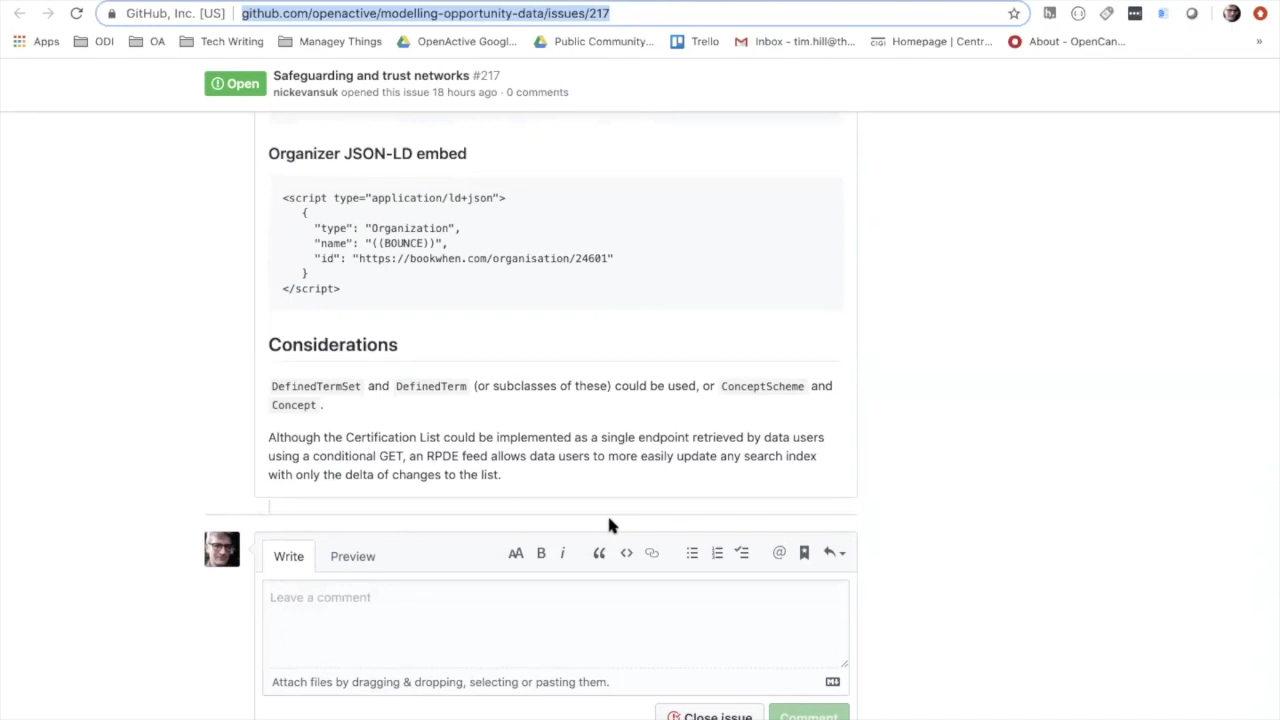 GitHub, Inc. [US] github.com/openactive/modelling-opportunity-data/issues/217
Apps ODI OA Tech Writing Managey Things OpenActive Googl... Public Community... Trello Inbox - tim.hill@th... CIGI Homepage | Centr... About - OpenCan... »
Open Safeguarding and trust networks #217
nickevansuk opened this issue 18 hours ago · 0 comments
Organizer JSON-LD embed
<script type="application/ld+json">
{
"type": "Organization",
"name": "((BOUNCE))",
"id": "https://bookwhen.com/organisation/24601"
}
</script>
Considerations
DefinedTermSet and DefinedTerm (or subclasses of these) could be used, or ConceptScheme and
Concept .
Although the Certification List could be implemented as a single endpoint retrieved by data users
using a conditional GET, an RPDE feed allows data users to more easily update any search index
with only the delta of changes to the list.
Write Preview AA B i “ <> @
Leave a comment
Attach files by dragging & dropping, selecting or pasting them.
Close issue Comment